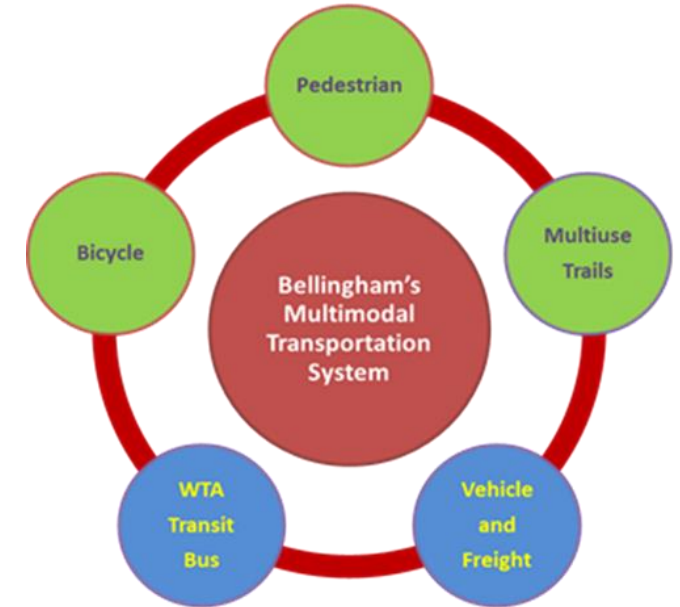 Pedestrian
Bicycle
Multiuse
Trails
Bellingham’s
Multimodal
Transportation
System
WTA
Transit
Bus
Vehicle
and
Freight